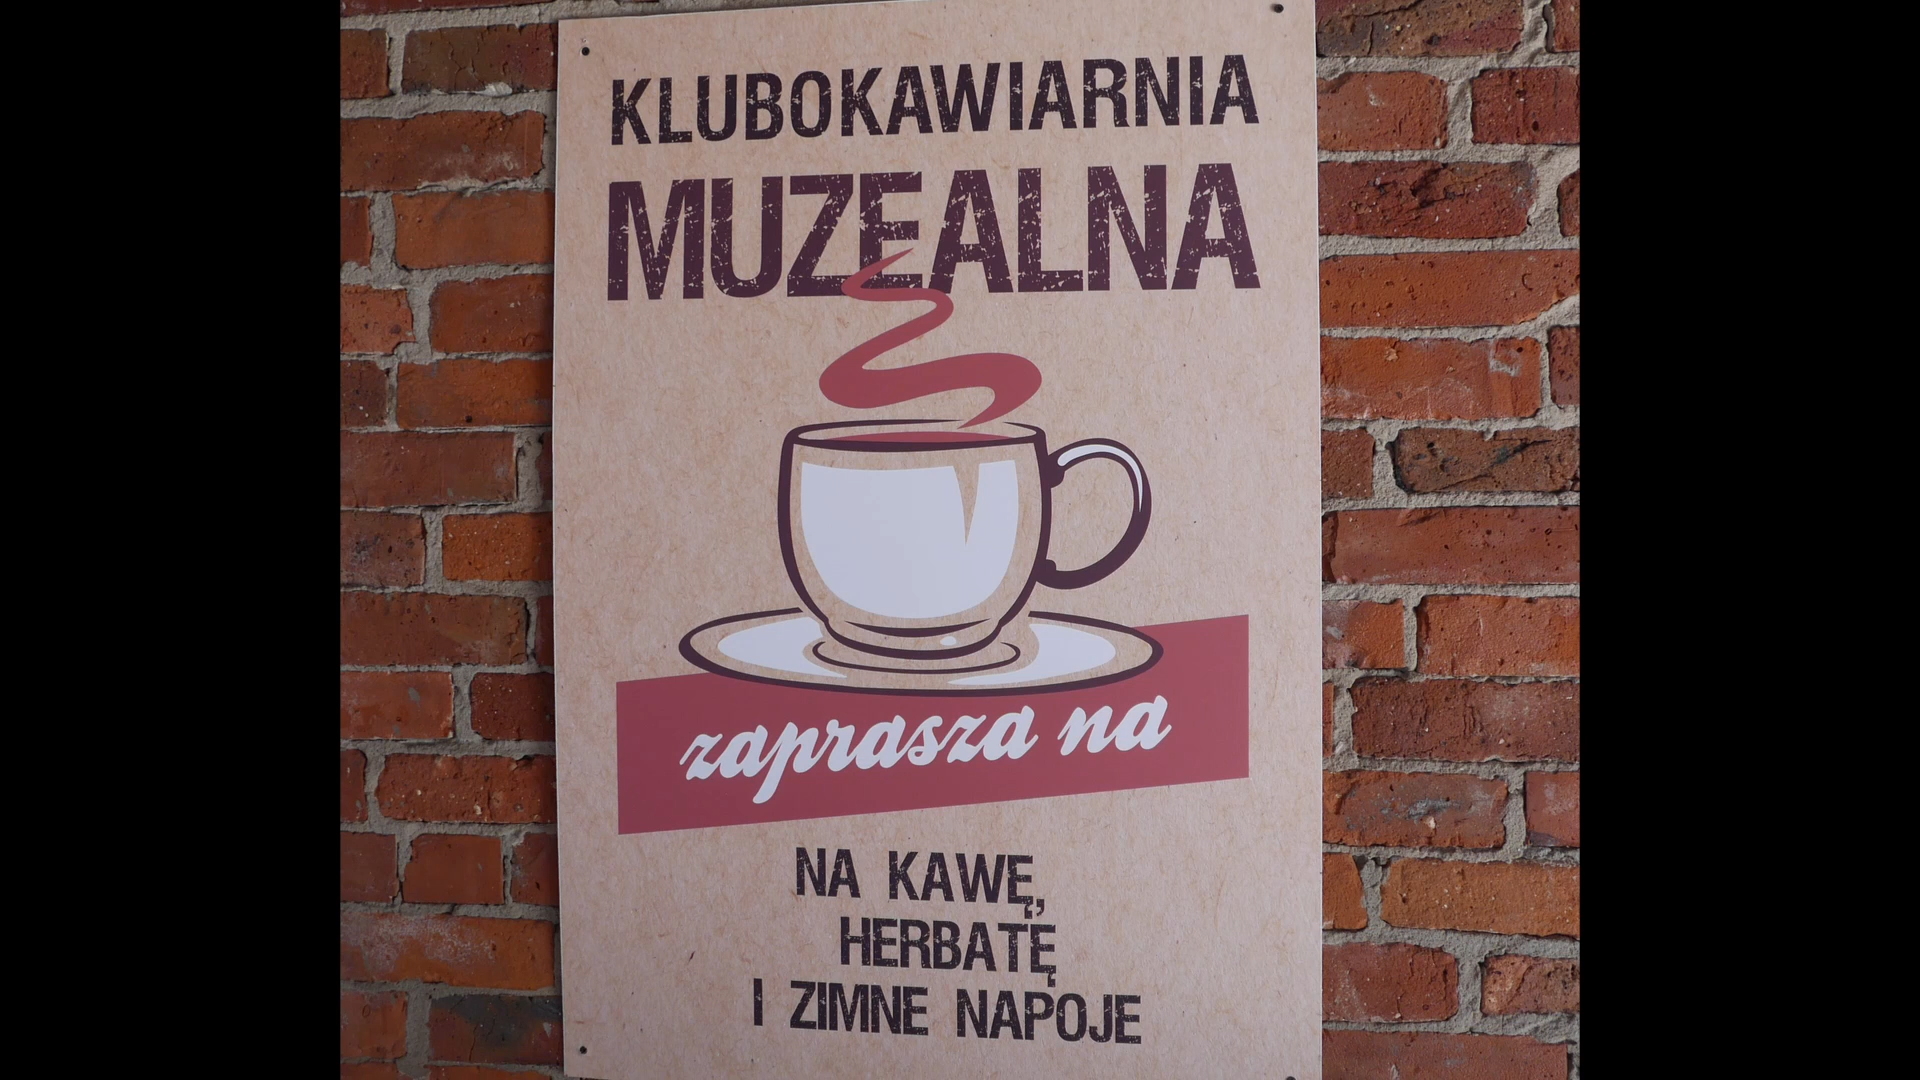 KLUBOKAWIARNIA
MUZEALNA
zaprasza na
NA KAWĘ,
HERBATĘ
I ZIMNE NAPOJE